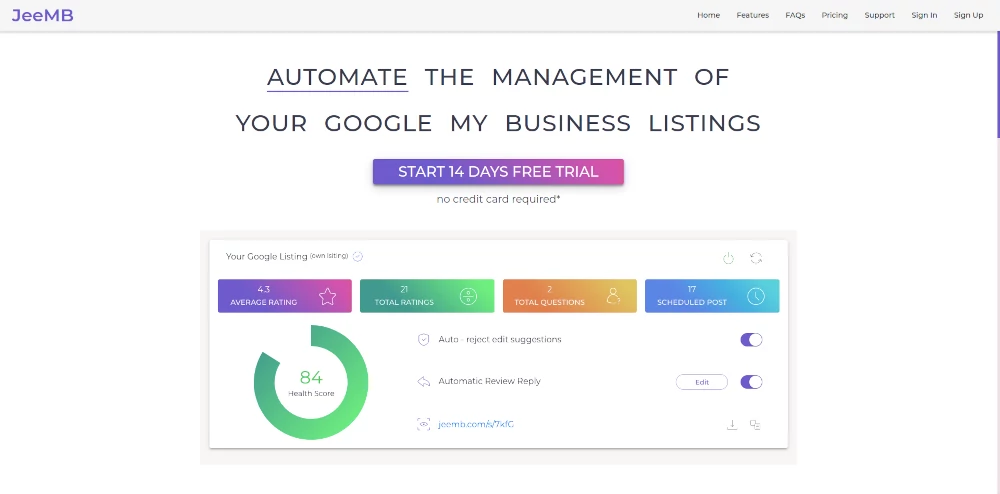 JeeMB
Home Features FAQs Pricing Support Sign In Sign Up
AUTOMATE THE MANAGEMENT OF
YOUR GOOGLE MY BUSINESS LISTINGS
START 14 DAYS FREE TRIAL
no credit card required*
Your Google Listing (own lsiting)
4.3
AVERAGE RATING
21
TOTAL RATINGS
2
TOTAL QUESTIONS
17
SCHEDULED POST
84
Health Score
Auto - reject edit suggestions
Automatic Review Reply
Edit
jeemb.com/s/7kfG